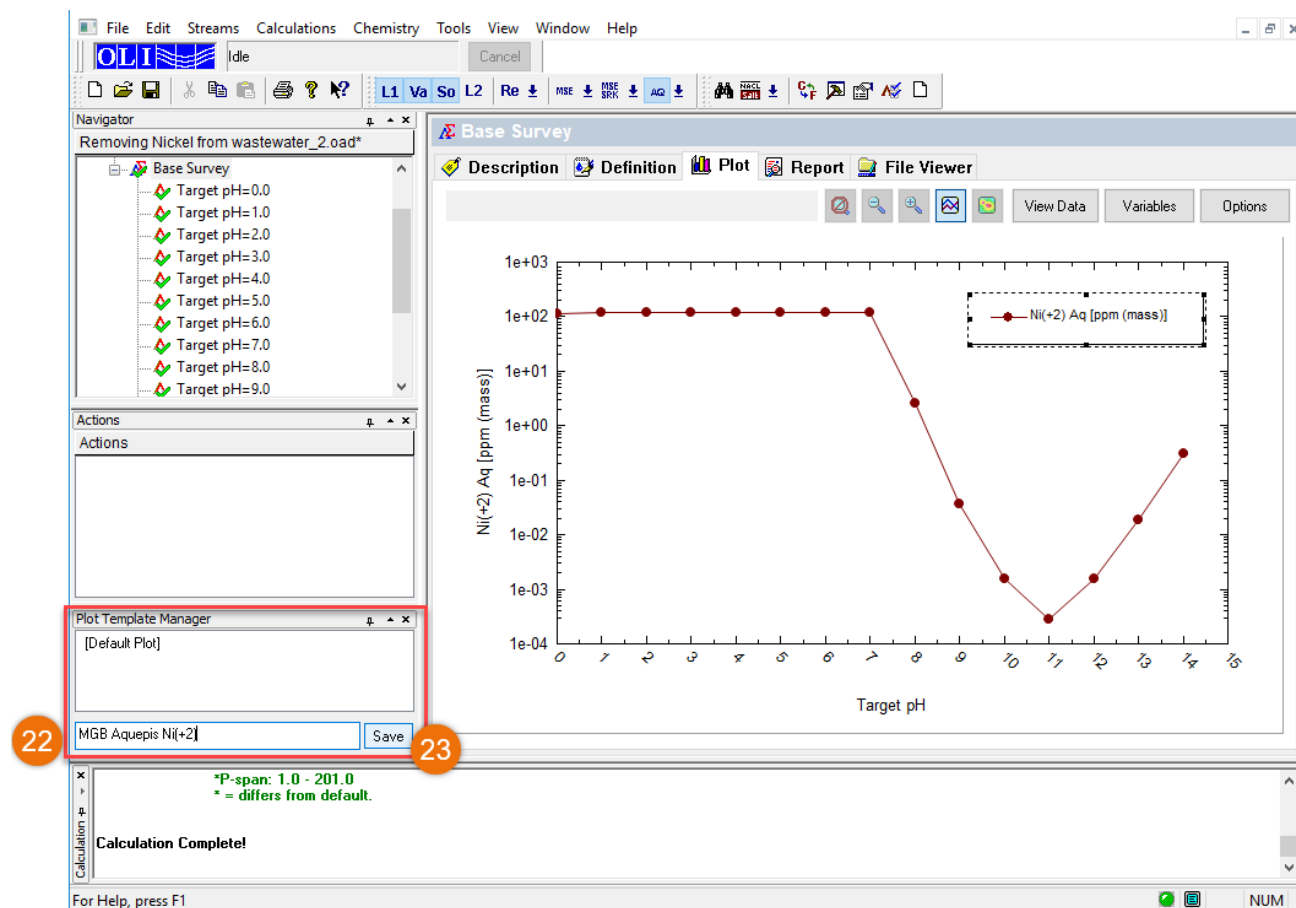 File Edit Streams Calculations Chemistry Tools View Window Help
OLI Idle Cancel
L1 Va So L2 Re MSE MSE SRK AQ NACL Salt
Navigator
Removing Nickel from wastewater_2.oad*
Base Survey
Target pH=0.0
Target pH=1.0
Target pH=2.0
Target pH=3.0
Target pH=4.0
Target pH=5.0
Target pH=6.0
Target pH=7.0
Target pH=8.0
Target pH=9.0
Actions
Actions
Plot Template Manager
[Default Plot]
22
MGB Aquepis Ni(+2)
Save
23
Base Survey
Description Definition Plot Report File Viewer
View Data Variables Options
Ni(+2) Aq [ppm (mass)]
1e+03
1e+02
1e+01
1e+00
1e-01
1e-02
1e-03
1e-04
Ni(+2) Aq [ppm (mass)]
0 1 2 3 4 5 6 7 8 9 10 11 12 13 14 15
Target pH
Calculation
*P-span: 1.0 - 201.0
* = differs from default.
Calculation Complete!
For Help, press F1
NUM